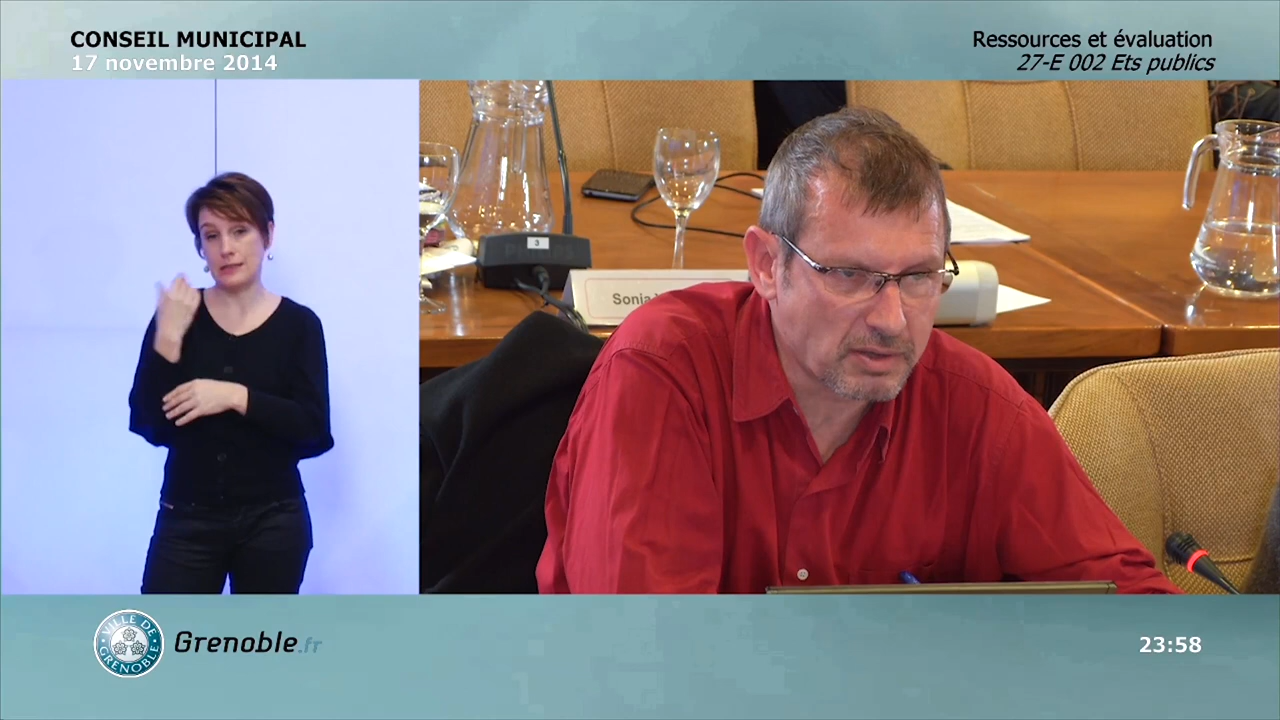 CONSEIL MUNICIPAL
17 novembre 2014
Ressources et évaluation
27-E 002 Ets publics
3
Sonia
VILLE DE
GRENOBLE
Grenoble.fr
23:58